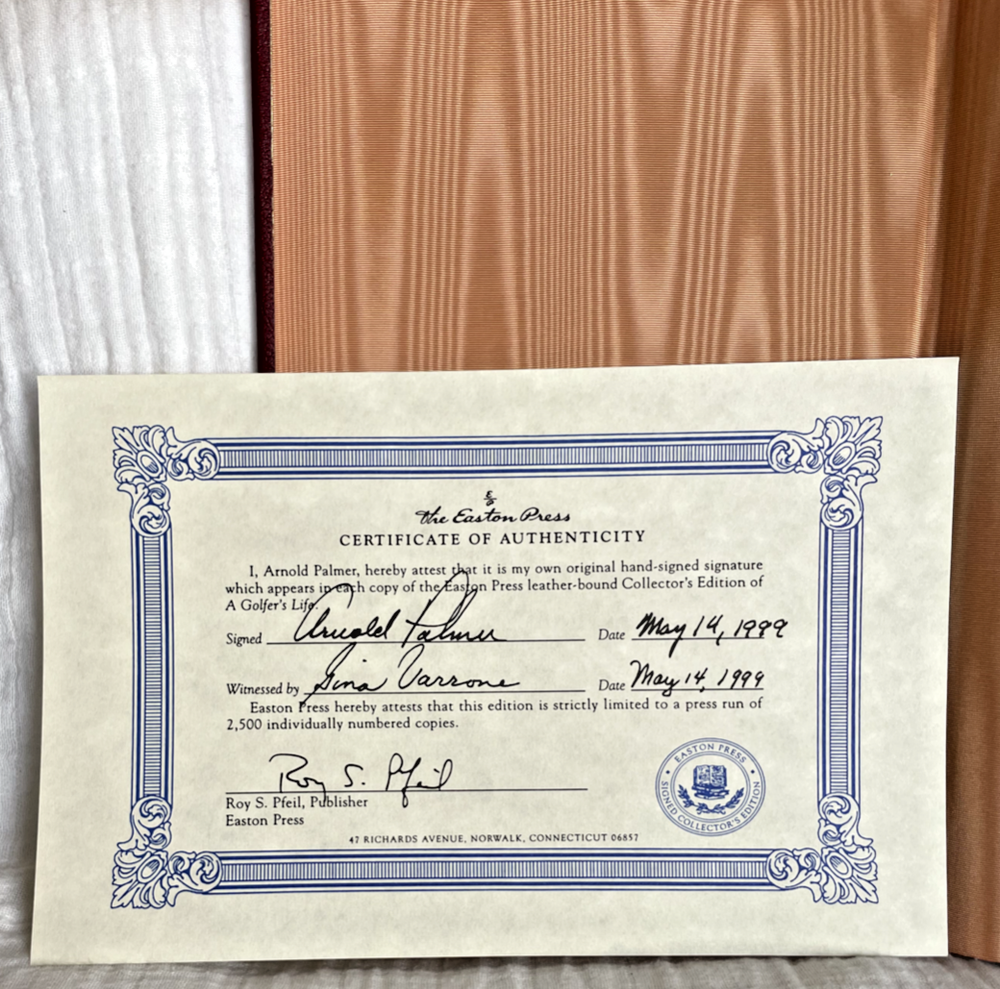 the Easton Press
CERTIFICATE OF AUTHENTICITY
I, Arnold Palmer, hereby attest that it is my own original hand-signed signature
which appears in each copy of the Easton Press leather-bound Collector's Edition of
A Golfer's Life.
Signed Arnold Palmer Date May 14, 1999
Witnessed by Gina Varrone Date May 14, 1999
Easton Press hereby attests that this edition is strictly limited to a press run of
2,500 individually numbered copies.
Roy S. Pfeil
Roy S. Pfeil, Publisher
Easton Press
EASTON PRESS
SIGNED COLLECTOR'S EDITION
47 RICHARDS AVENUE, NORWALK, CONNECTICUT 06857